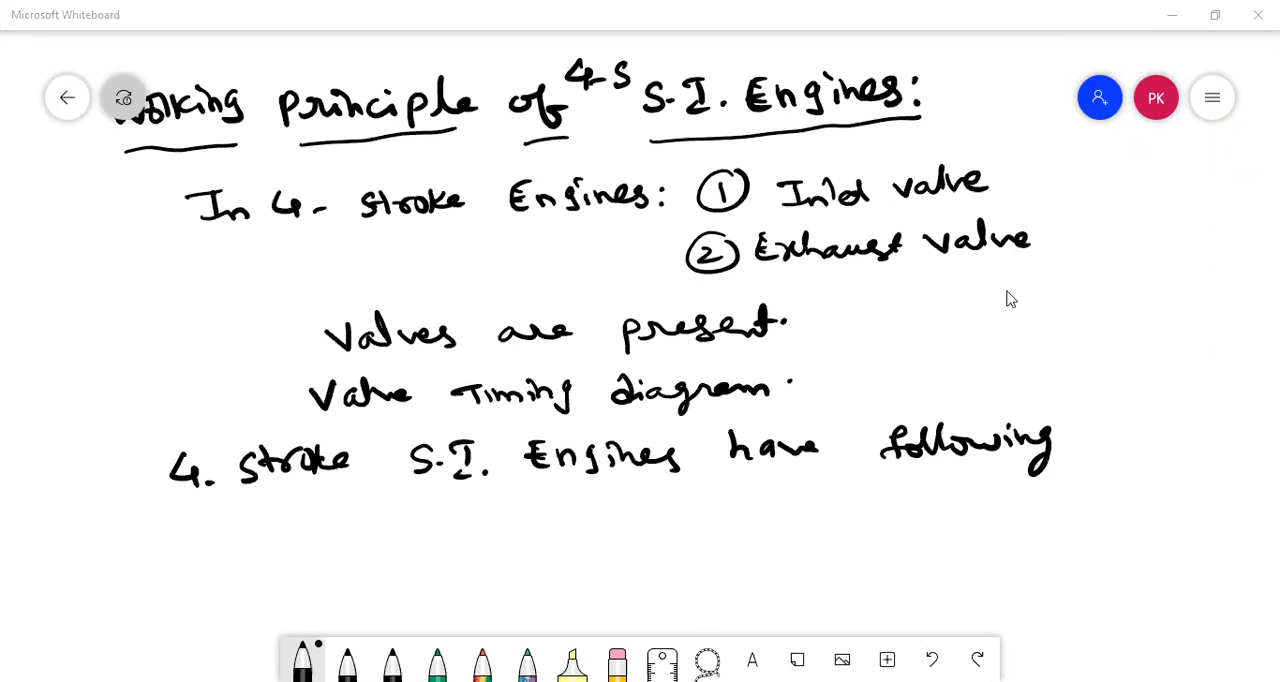 Microsoft Whiteboard
Working principle of 4-S S.I. Engines:
PK
In 4- stroke Engines: ① Inlet valve
② Exhaust valve
valves are present.
valve Timing diagram.
4. stroke S.I. Engines have following
A